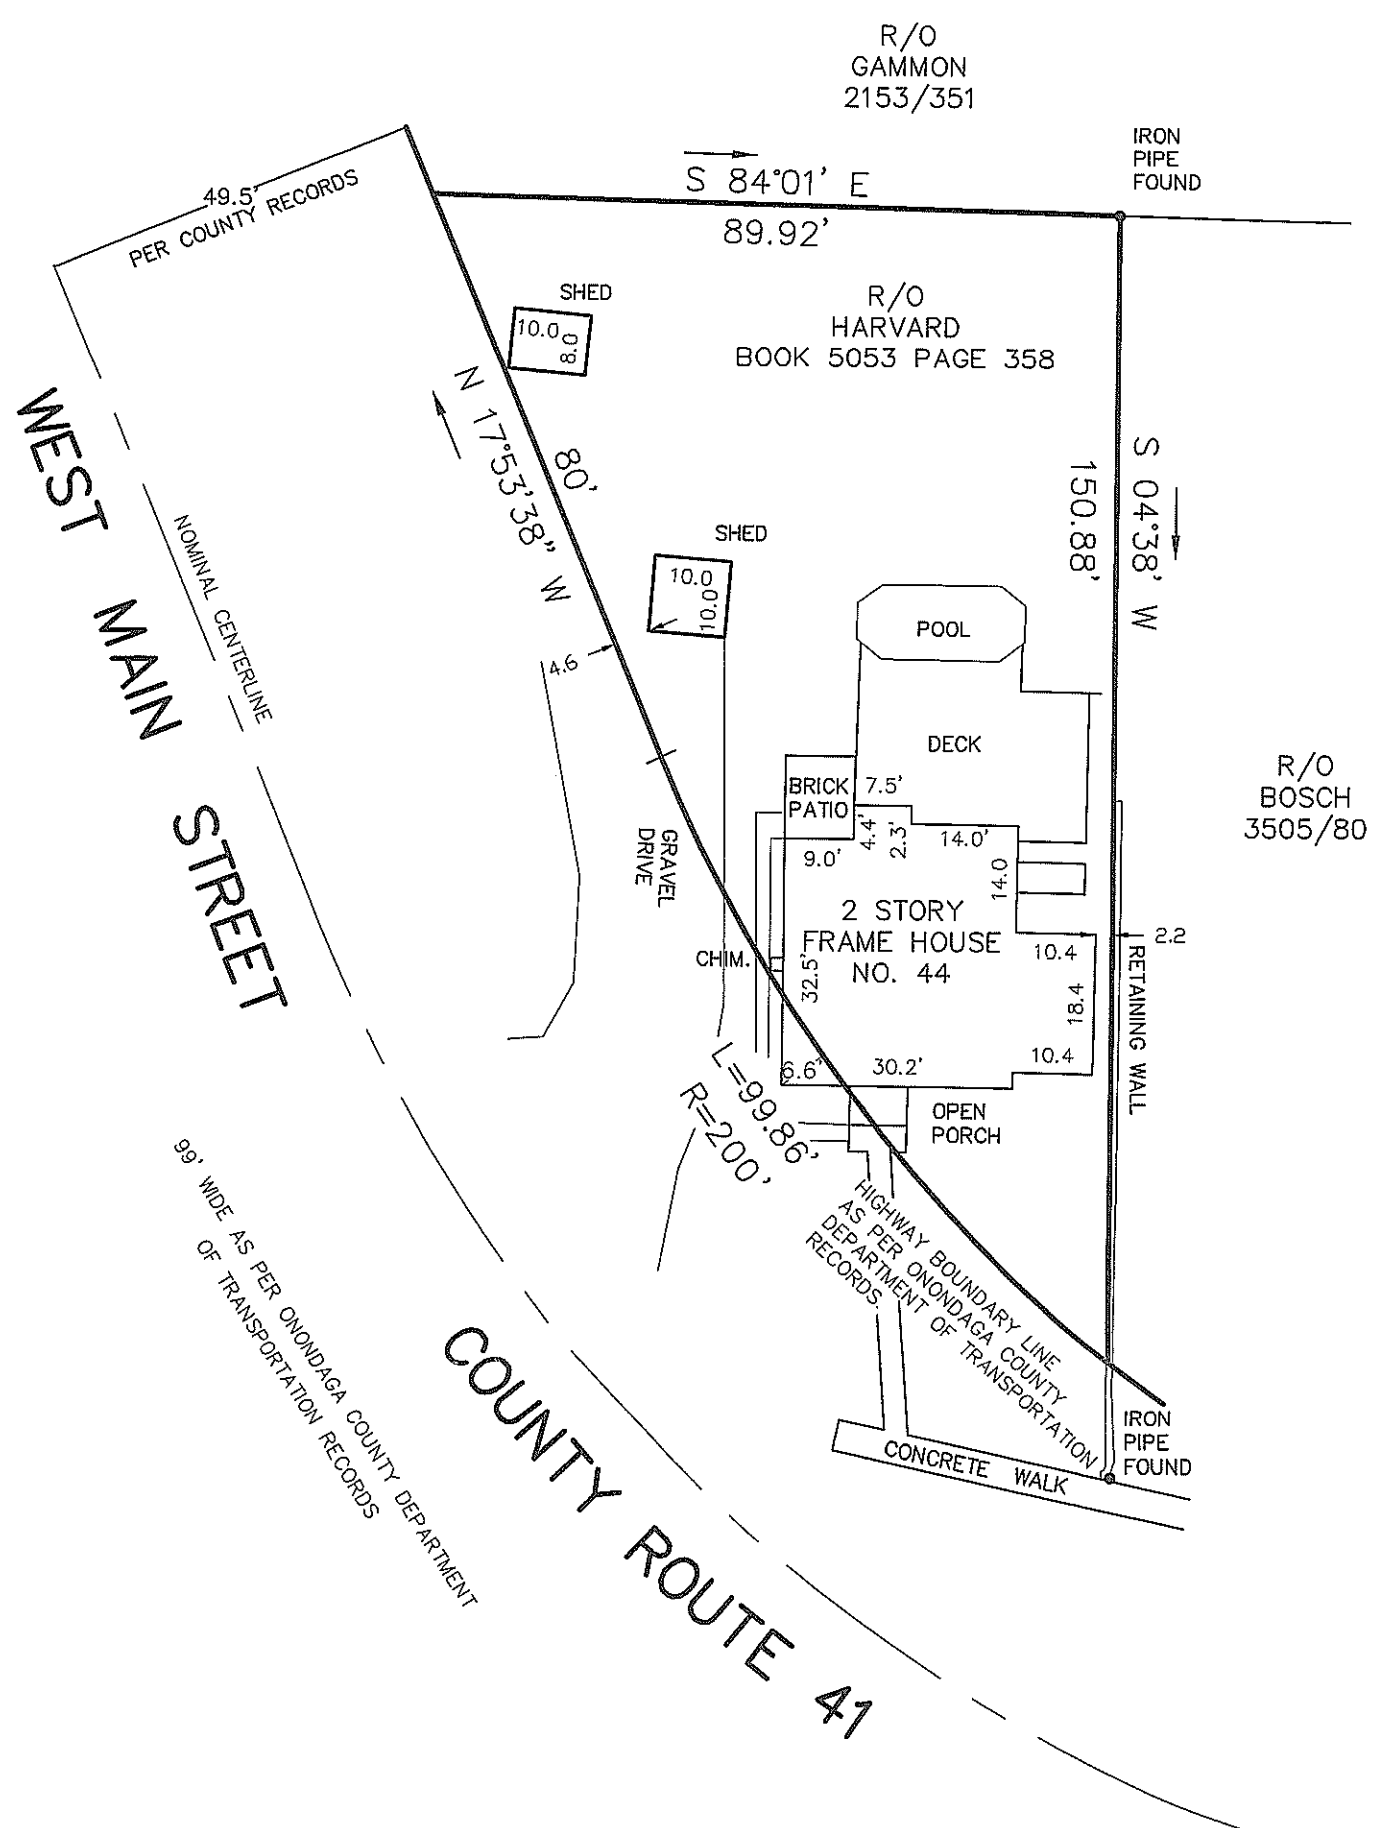 R/O
GAMMON
2153/351
IRON
PIPE
FOUND
49.5'
PER COUNTY RECORDS
S 84°01' E
89.92'
SHED
10.0
8.0
R/O
HARVARD
BOOK 5053 PAGE 358
N 17°53'38" W
80'
S 04°38' W
150.88'
WEST MAIN STREET
NOMINAL CENTERLINE
SHED
10.0
10.0
4.6
POOL
DECK
BRICK
PATIO
7.5'
4.4'
2.3'
14.0'
9.0'
14.0
R/O
BOSCH
3505/80
GRAVEL
DRIVE
2 STORY
FRAME HOUSE
NO. 44
CHIM.
32.5'
10.4
2.2
18.4
RETAINING WALL
6.6'
30.2'
10.4
L=99.86'
R=200'
OPEN
PORCH
HIGHWAY BOUNDARY LINE
AS PER ONONDAGA COUNTY
DEPARTMENT OF TRANSPORTATION
RECORDS
99' WIDE AS PER ONONDAGA COUNTY DEPARTMENT
OF TRANSPORTATION RECORDS
COUNTY ROUTE 41
CONCRETE WALK
IRON
PIPE
FOUND